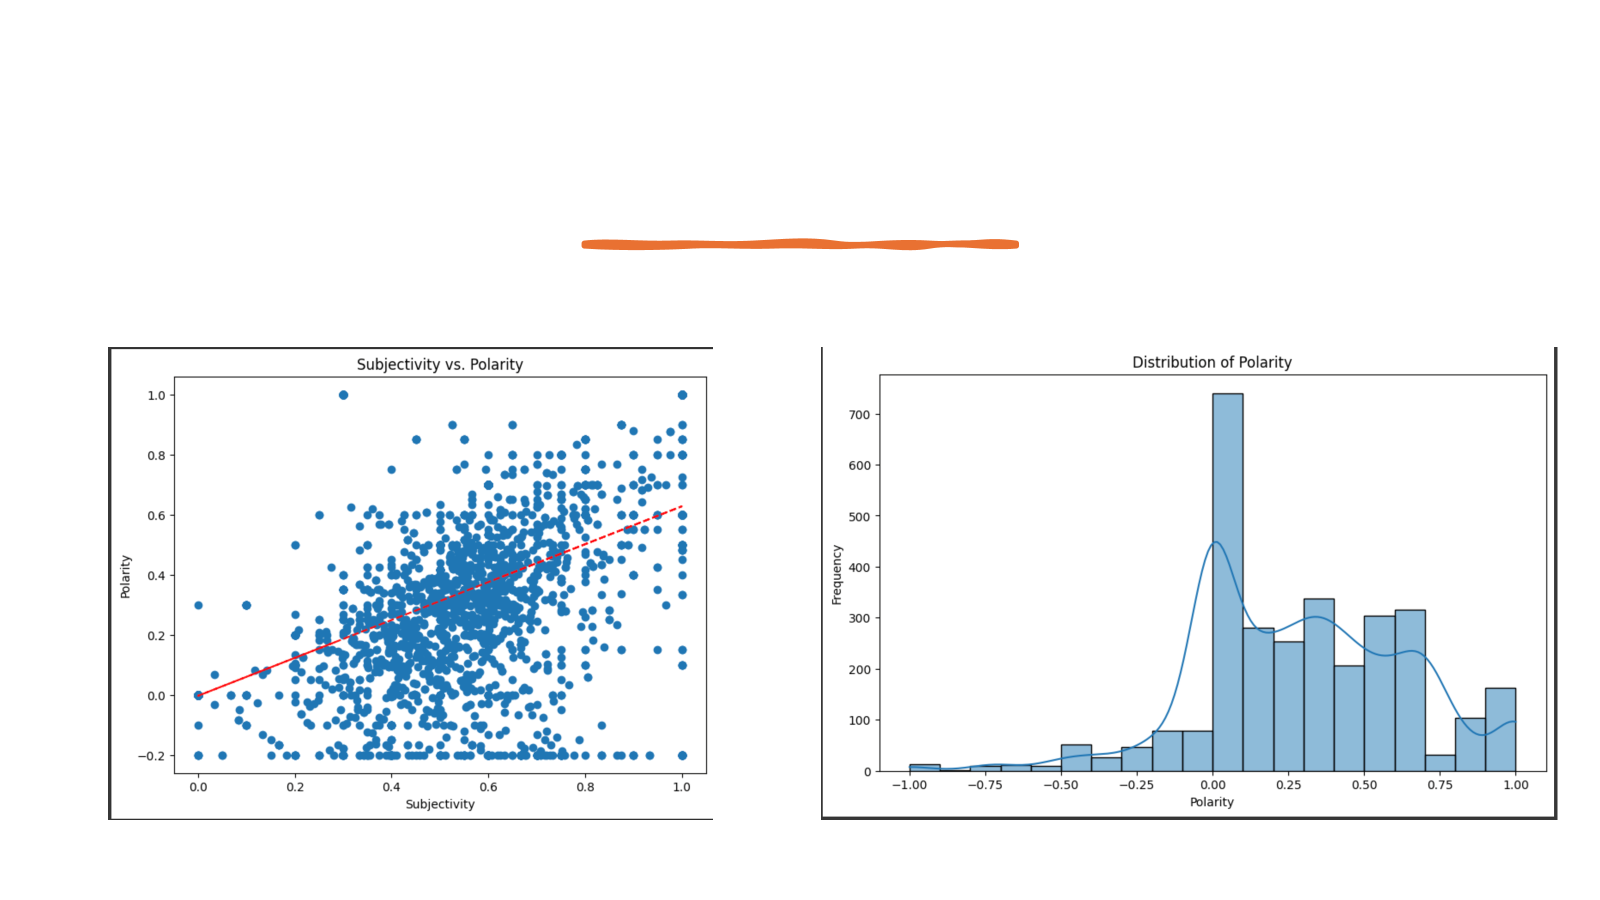 Subjectivity vs. Polarity
1.0
0.8
0.6
0.4
0.2
0.0
−0.2
Polarity
0.0 0.2 0.4 0.6 0.8 1.0
Subjectivity
Distribution of Polarity
700
600
500
400
300
200
100
0
Frequency
−1.00 −0.75 −0.50 −0.25 0.00 0.25 0.50 0.75 1.00
Polarity